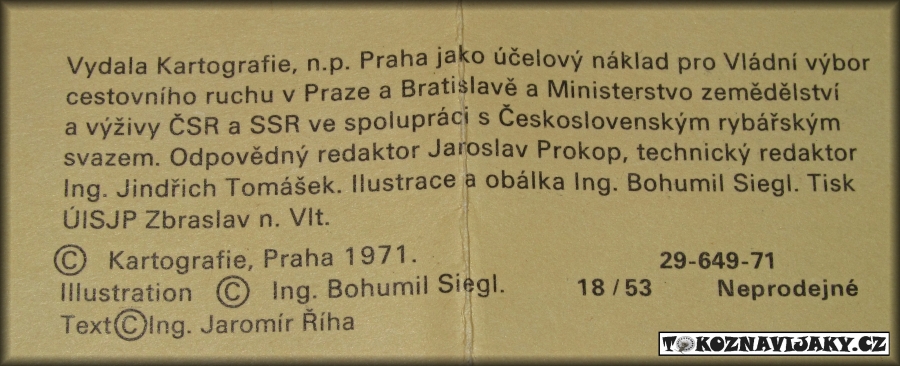 Vydala Kartografie, n.p. Praha jako účelový náklad pro Vládní výbor
cestovního ruchu v Praze a Bratislavě a Ministerstvo zemědělství
a výživy ČSR a SSR ve spolupráci s Československým rybářským
svazem. Odpovědný redaktor Jaroslav Prokop, technický redaktor
Ing. Jindřich Tomášek. Ilustrace a obálka Ing. Bohumil Siegl. Tisk
ÚISJP Zbraslav n. Vlt.
© Kartografie, Praha 1971. 29-649-71
Illustration © Ing. Bohumil Siegl. 18/53 Neprodejné
Text©Ing. Jaromír Říha
T☸KOZNAVIJAKY.CZ